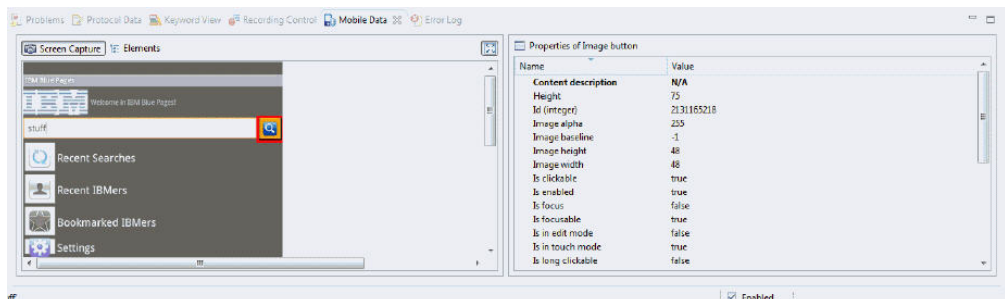 Problems Protocol Data Keyword View Recording Control Mobile Data Error Log
Screen Capture Elements
IBM Blue Pages
IBM Welcome in IBM Blue Pages!
stuff
Recent Searches
Recent IBMers
Bookmarked IBMers
Settings
Properties of Image button
Name Value
Content description N/A
Height 75
Id (integer) 2131165218
Image alpha 255
Image baseline -1
Image height 48
Image width 48
Is clickable true
Is enabled true
Is focus false
Is focusable true
Is in edit mode false
Is in touch mode true
Is long clickable false
Enabled